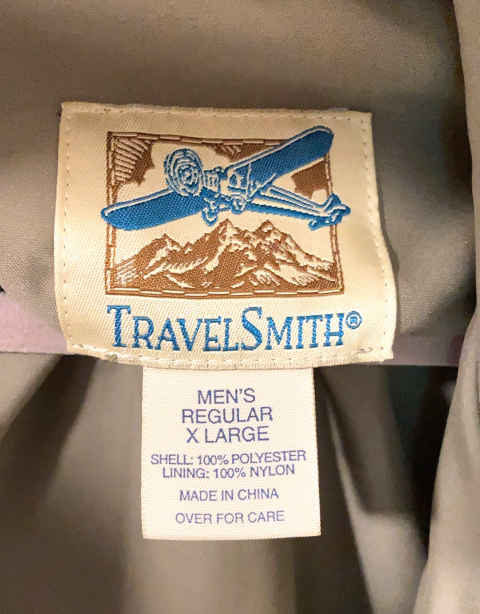 TRAVELSMITH®
MEN'S
REGULAR
X LARGE
SHELL: 100% POLYESTER
LINING: 100% NYLON
MADE IN CHINA
OVER FOR CARE